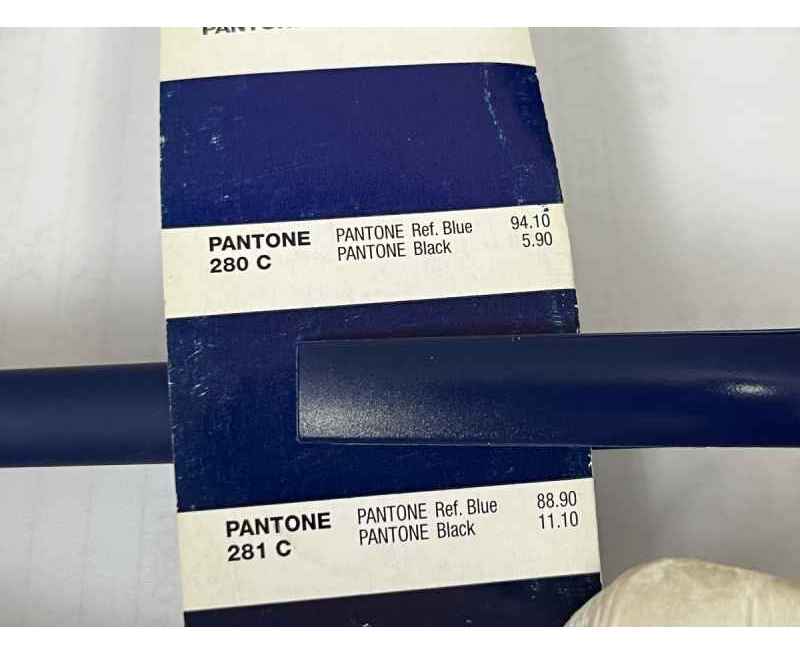 PANTONE
PANTONE 280 C
PANTONE Ref. Blue 94.10
PANTONE Black 5.90
PANTONE 281 C
PANTONE Ref. Blue 88.90
PANTONE Black 11.10